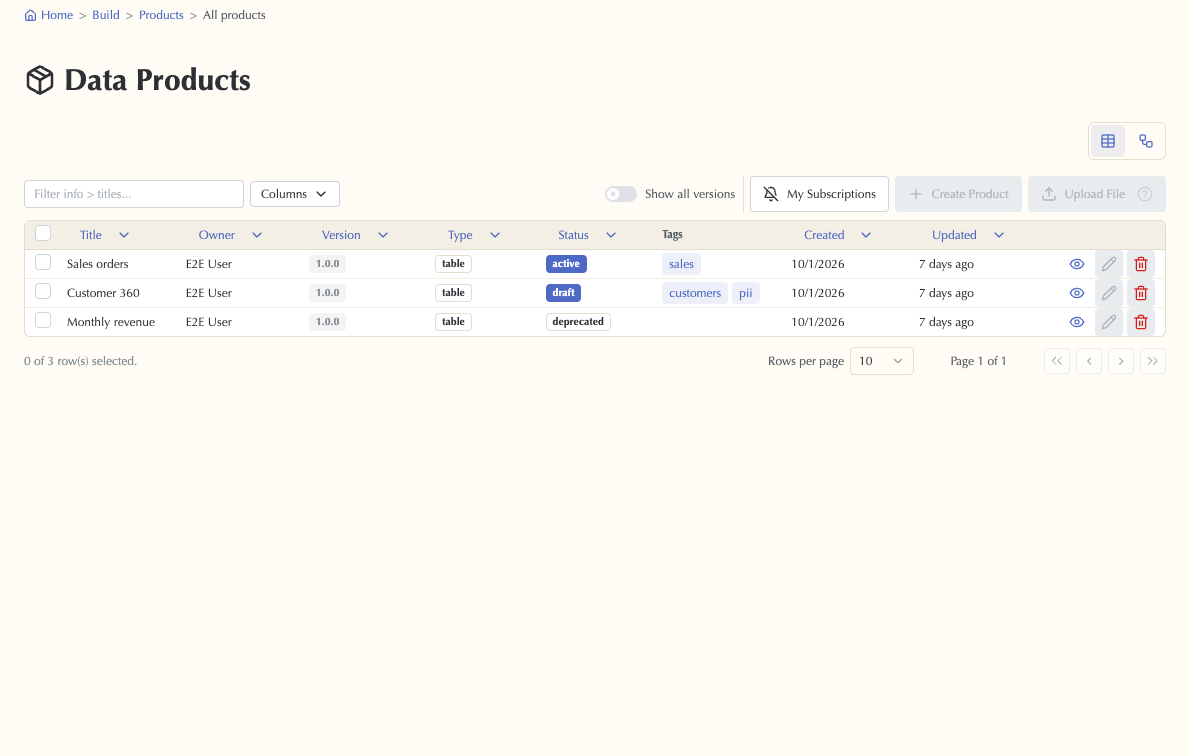 Home > Build > Products > All products
Data Products
Filter info > titles...
Columns
Show all versions
My Subscriptions
Create Product
Upload File
Title Owner Version Type Status Tags Created Updated
Sales orders E2E User 1.0.0 table active sales 10/1/2026 7 days ago
Customer 360 E2E User 1.0.0 table draft customers pii 10/1/2026 7 days ago
Monthly revenue E2E User 1.0.0 table deprecated 10/1/2026 7 days ago
0 of 3 row(s) selected.
Rows per page 10 Page 1 of 1